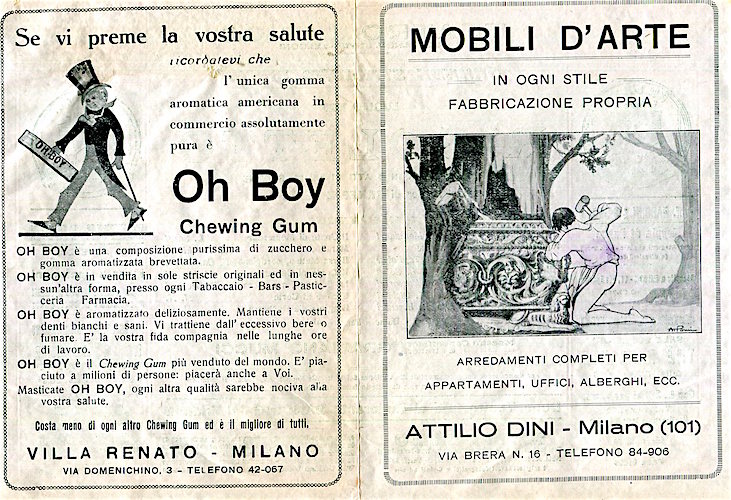 Se vi preme la vostra salute
ricordatevi che
l'unica gomma
aromatica americana in
commercio assolutamente
pura è
OH-BOY
Oh Boy
Chewing Gum
OH BOY è una composizione purissima di zucchero e
gomma aromatizzata brevettata.
OH BOY è in vendita in sole striscie originali ed in nes-
sun'altra forma, presso ogni Tabaccaio - Bars - Pastic-
ceria Farmacia.
OH BOY è aromatizzato deliziosamente. Mantiene i vostri
denti bianchi e sani. Vi trattiene dall'eccessivo bere o
fumare. E' la vostra fida compagnia nelle lunghe ore
di lavoro.
OH BOY è il Chewing Gum più venduto del mondo. E' pia-
ciuto a milioni di persone: piacerà anche a Voi.
Masticate OH BOY, ogni altra qualità sarebbe nociva alla
vostra salute.
Costa meno di ogni altro Chewing Gum ed è il migliore di tutti.
VILLA RENATO - MILANO
VIA DOMENICHINO, 3 - TELEFONO 42-067
MOBILI D'ARTE
IN OGNI STILE
FABBRICAZIONE PROPRIA
ARREDAMENTI COMPLETI PER
APPARTAMENTI, UFFICI, ALBERGHI, ECC.
ATTILIO DINI - Milano (101)
VIA BRERA N. 16 - TELEFONO 84-906